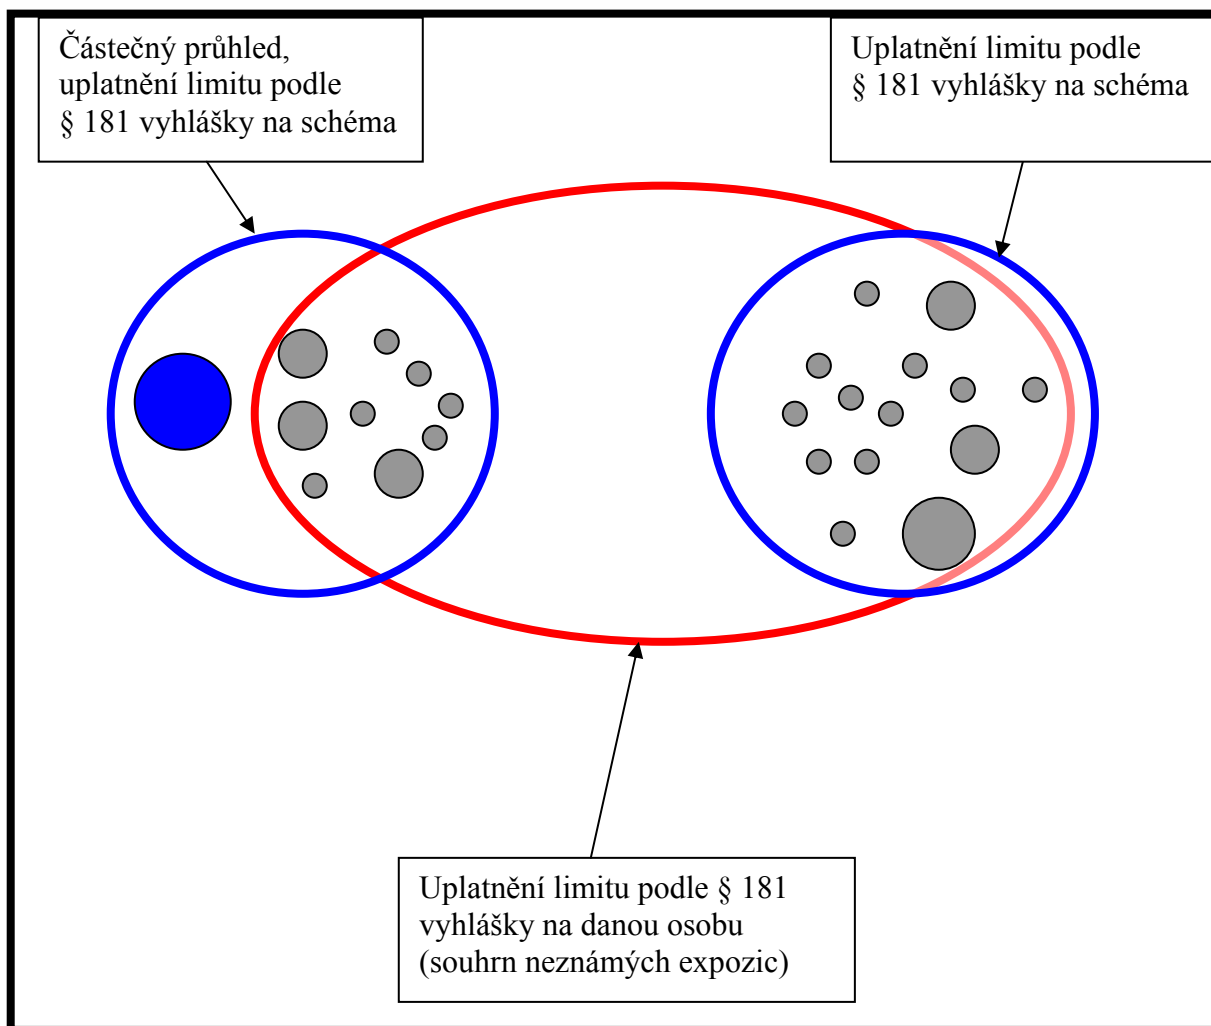 Částečný průhled,
uplatnění limitu podle
§ 181 vyhlášky na schéma
Uplatnění limitu podle
§ 181 vyhlášky na schéma
Uplatnění limitu podle § 181
vyhlášky na danou osobu
(souhrn neznámých expozic)